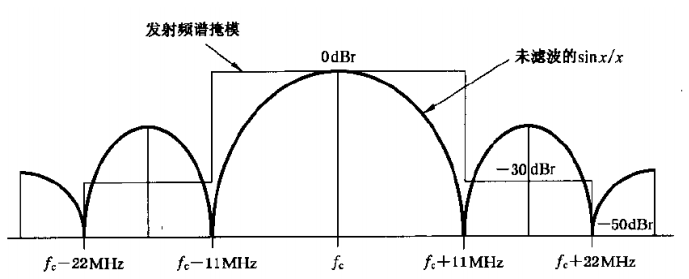 发射频谱掩模
0dBr
未滤波的sinx/x
−30dBr
−50dBr
fc−22MHz
fc−11MHz
fc
fc+11MHz
fc+22MHz